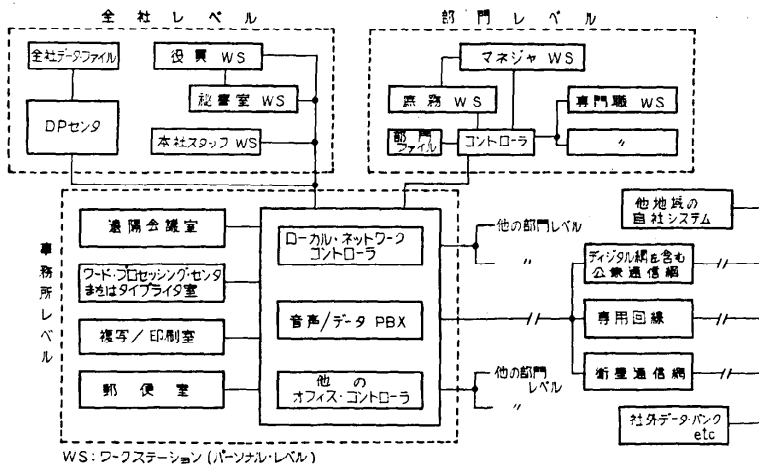 全社レベル
全社データ・ファイル
役員 WS
秘書室 WS
DPセンタ
本社スタッフ WS
部門レベル
マネジャ WS
庶務 WS
専門職 WS
部門
ファイル
コントローラ
〃
事務所レベル
遠隔会議室
ワード・プロセッシング・センタ
またはタイプライタ室
複写/印刷室
郵便室
ローカル・ネットワーク
コントローラ
音声/データ PBX
他の
オフィス・コントローラ
他の部門レベル
〃
他の部門
レベル
〃
他地域の
自社システム
ディジタル網を含む
公衆通信網
専用回線
衛星通信網
社外データ・バンク
etc
WS:ワークステーション(パーソナル・レベル)